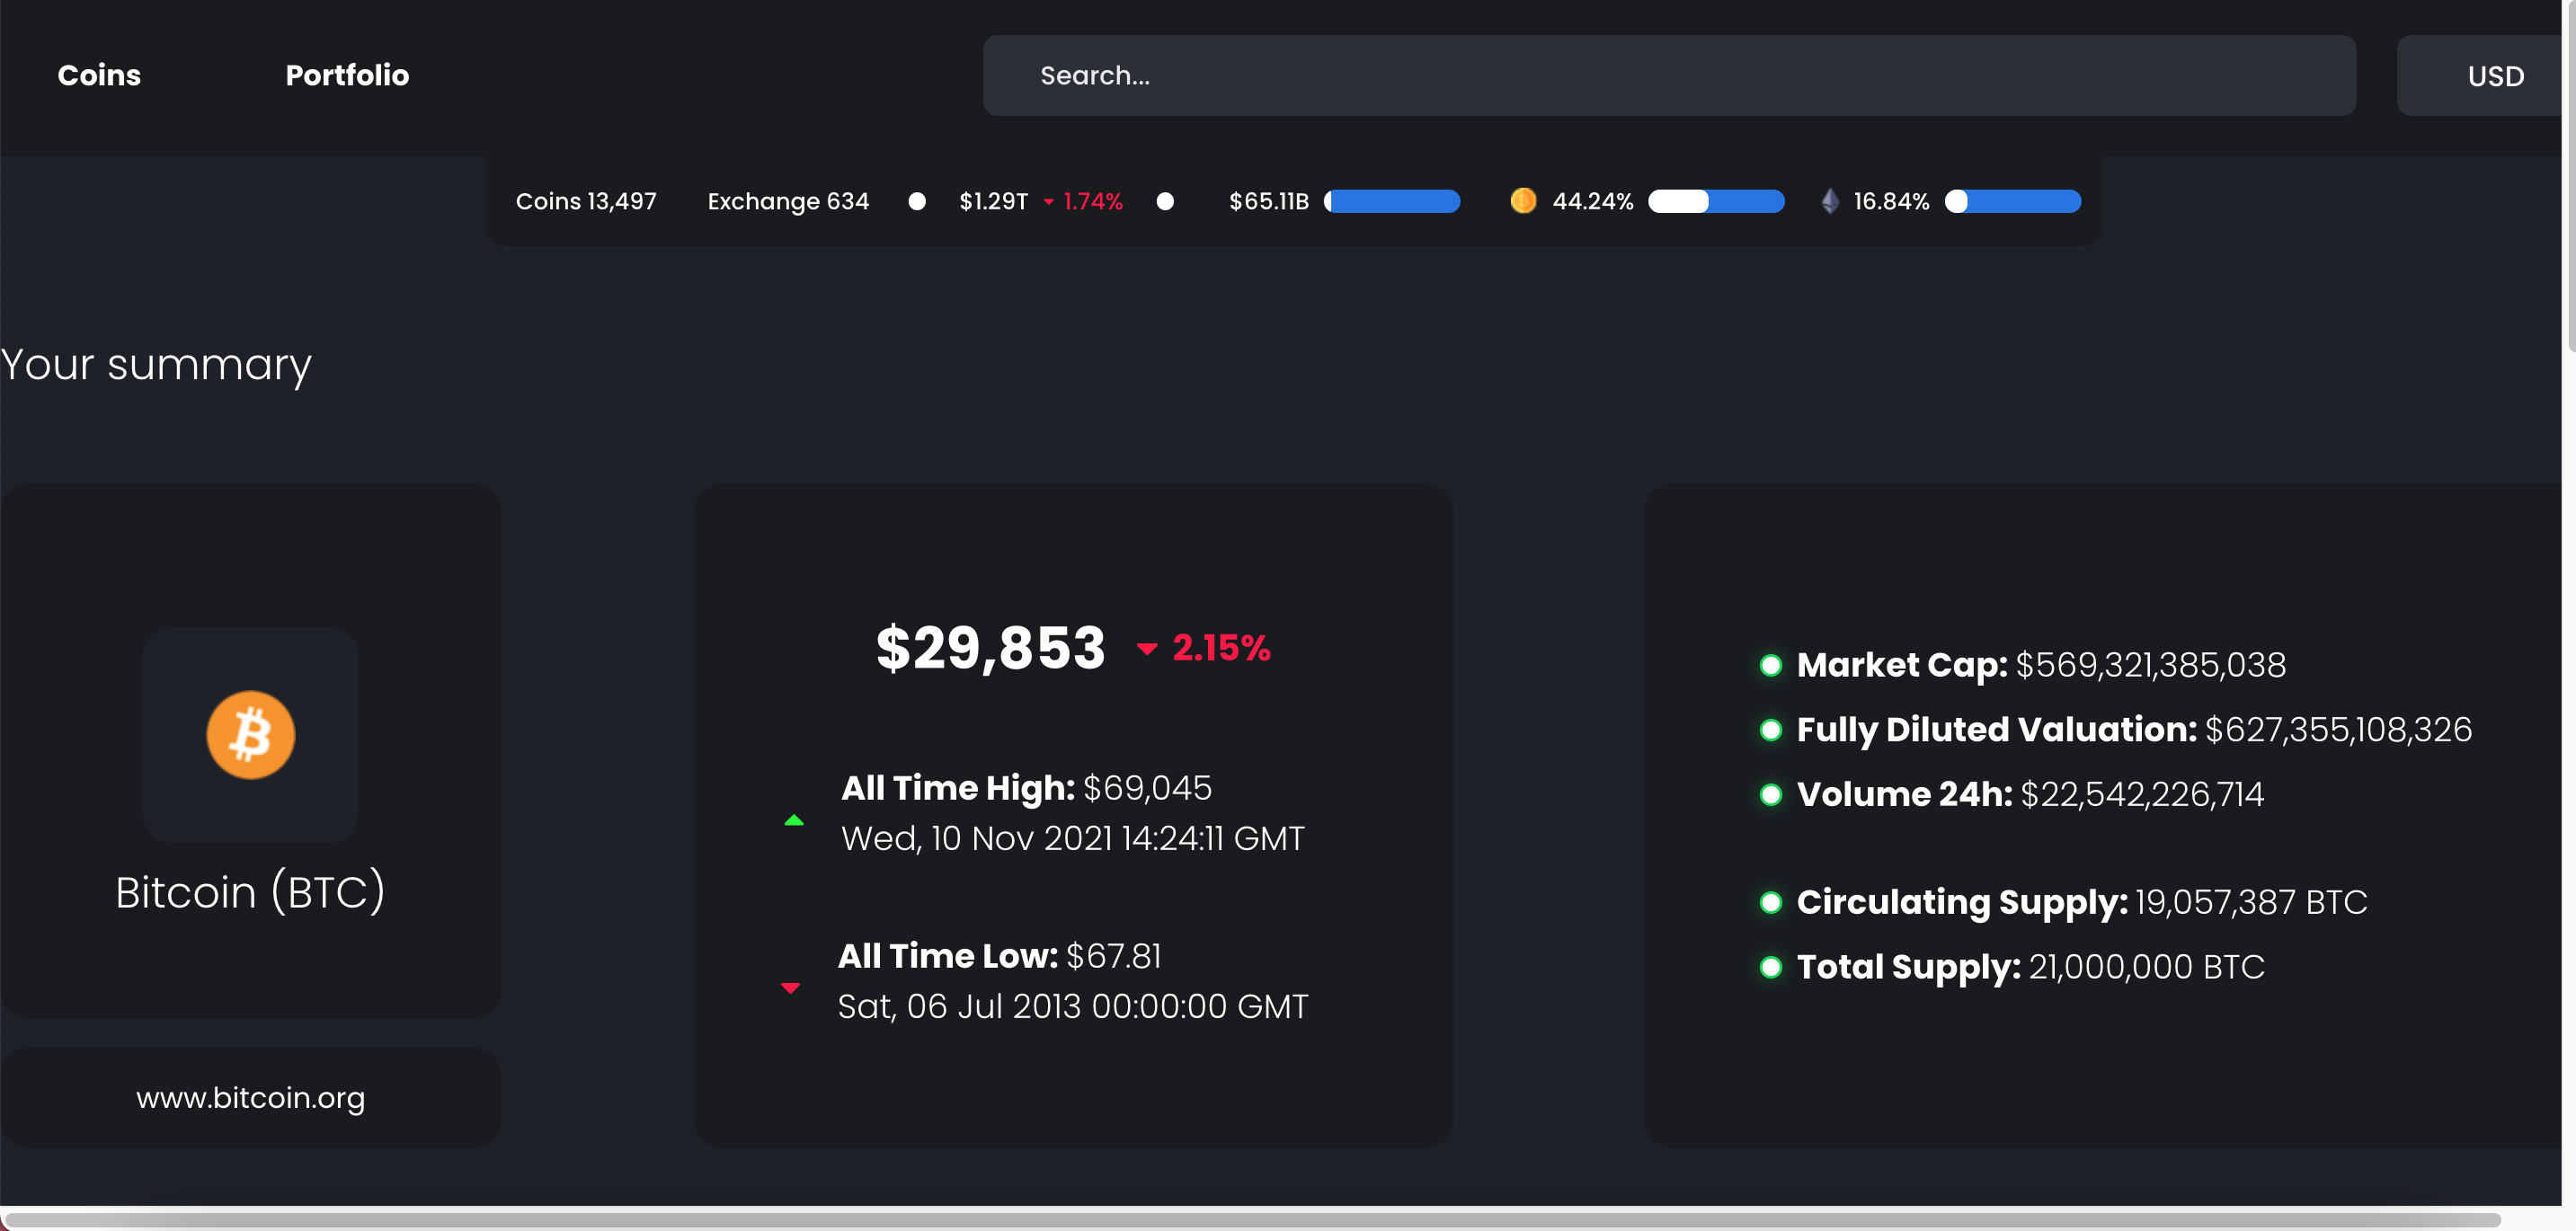 Coins
Portfolio
Search...
USD
Coins 13,497
Exchange 634
$1.29T
1.74%
$65.11B
44.24%
16.84%
Your summary
Bitcoin (BTC)
www.bitcoin.org
$29,853
2.15%
All Time High: $69,045
Wed, 10 Nov 2021 14:24:11 GMT
All Time Low: $67.81
Sat, 06 Jul 2013 00:00:00 GMT
Market Cap: $569,321,385,038
Fully Diluted Valuation: $627,355,108,326
Volume 24h: $22,542,226,714
Circulating Supply: 19,057,387 BTC
Total Supply: 21,000,000 BTC